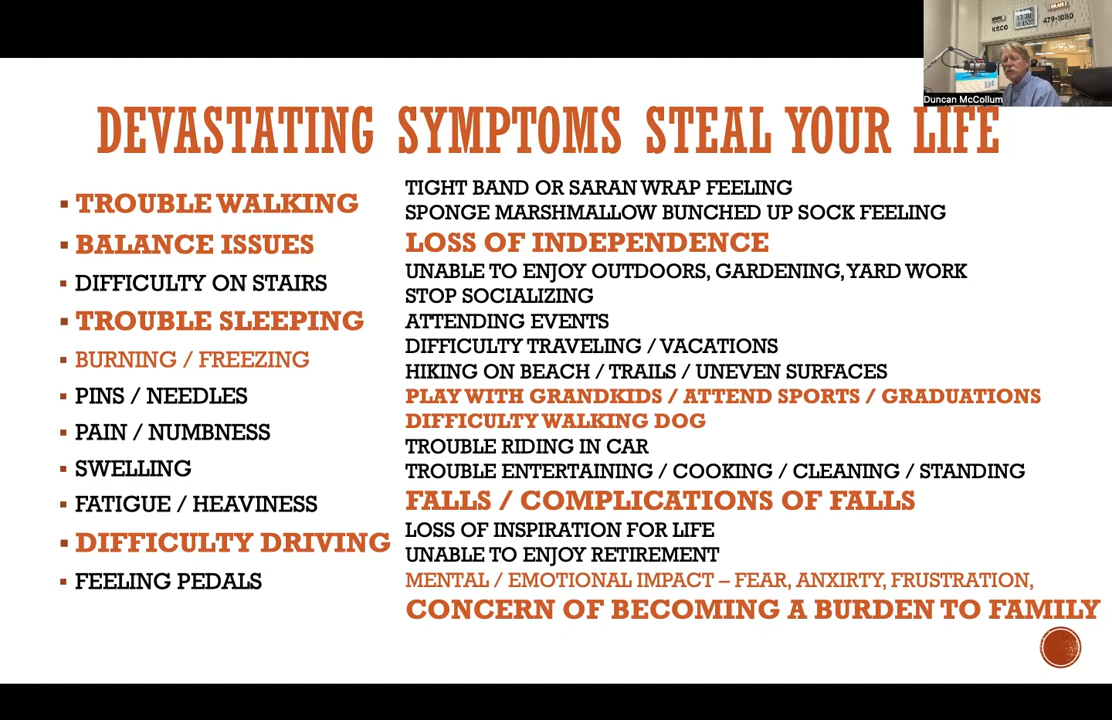 KSCO
479-1080
Duncan McCollum
DEVASTATING SYMPTOMS STEAL YOUR LIFE
▪ TROUBLE WALKING
▪ BALANCE ISSUES
▪ DIFFICULTY ON STAIRS
▪ TROUBLE SLEEPING
▪ BURNING / FREEZING
▪ PINS / NEEDLES
▪ PAIN / NUMBNESS
▪ SWELLING
▪ FATIGUE / HEAVINESS
▪ DIFFICULTY DRIVING
▪ FEELING PEDALS
TIGHT BAND OR SARAN WRAP FEELING
SPONGE MARSHMALLOW BUNCHED UP SOCK FEELING
LOSS OF INDEPENDENCE
UNABLE TO ENJOY OUTDOORS, GARDENING, YARD WORK
STOP SOCIALIZING
ATTENDING EVENTS
DIFFICULTY TRAVELING / VACATIONS
HIKING ON BEACH / TRAILS / UNEVEN SURFACES
PLAY WITH GRANDKIDS / ATTEND SPORTS / GRADUATIONS
DIFFICULTY WALKING DOG
TROUBLE RIDING IN CAR
TROUBLE ENTERTAINING / COOKING / CLEANING / STANDING
FALLS / COMPLICATIONS OF FALLS
LOSS OF INSPIRATION FOR LIFE
UNABLE TO ENJOY RETIREMENT
MENTAL / EMOTIONAL IMPACT – FEAR, ANXIRTY, FRUSTRATION,
CONCERN OF BECOMING A BURDEN TO FAMILY